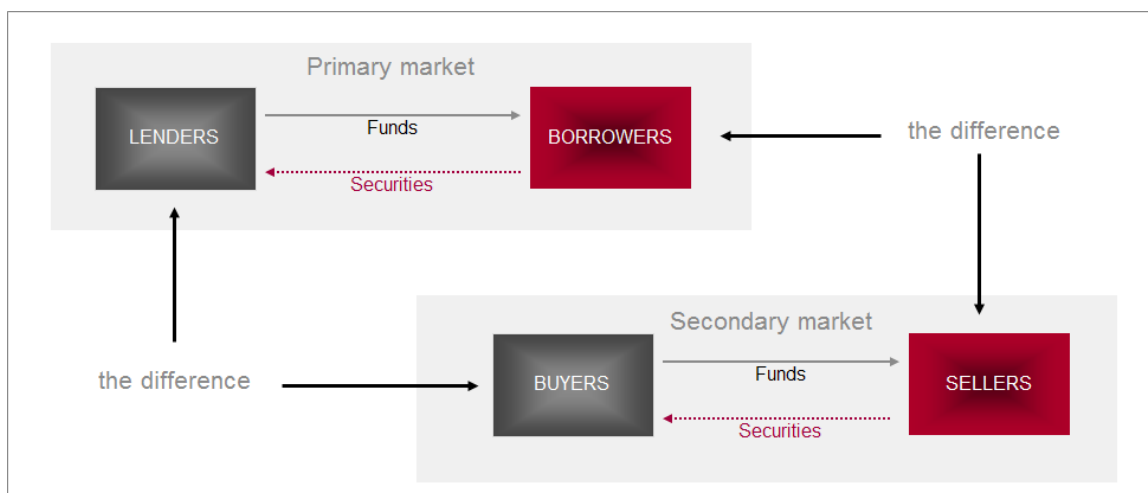 Primary market
LENDERS
Funds
BORROWERS
Securities
the difference
Secondary market
BUYERS
Funds
SELLERS
Securities
the difference